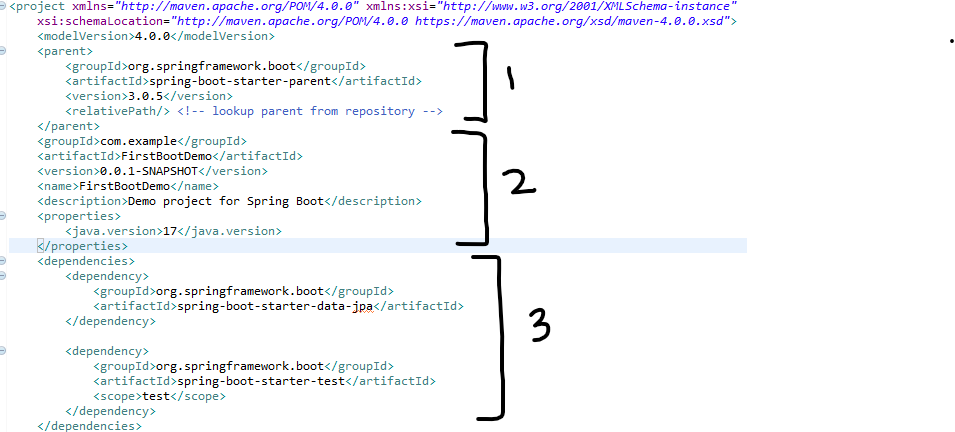 <project xmlns="http://maven.apache.org/POM/4.0.0" xmlns:xsi="http://www.w3.org/2001/XMLSchema-instance"
xsi:schemaLocation="http://maven.apache.org/POM/4.0.0 https://maven.apache.org/xsd/maven-4.0.0.xsd">
<modelVersion>4.0.0</modelVersion>
<parent>
<groupId>org.springframework.boot</groupId>
<artifactId>spring-boot-starter-parent</artifactId>
<version>3.0.5</version>
<relativePath/> <!-- lookup parent from repository -->
</parent>
1
<groupId>com.example</groupId>
<artifactId>FirstBootDemo</artifactId>
<version>0.0.1-SNAPSHOT</version>
<name>FirstBootDemo</name>
<description>Demo project for Spring Boot</description>
<properties>
<java.version>17</java.version>
</properties>
2
<dependencies>
<dependency>
<groupId>org.springframework.boot</groupId>
<artifactId>spring-boot-starter-data-jpa</artifactId>
</dependency>
<dependency>
<groupId>org.springframework.boot</groupId>
<artifactId>spring-boot-starter-test</artifactId>
<scope>test</scope>
</dependency>
</dependencies>
3